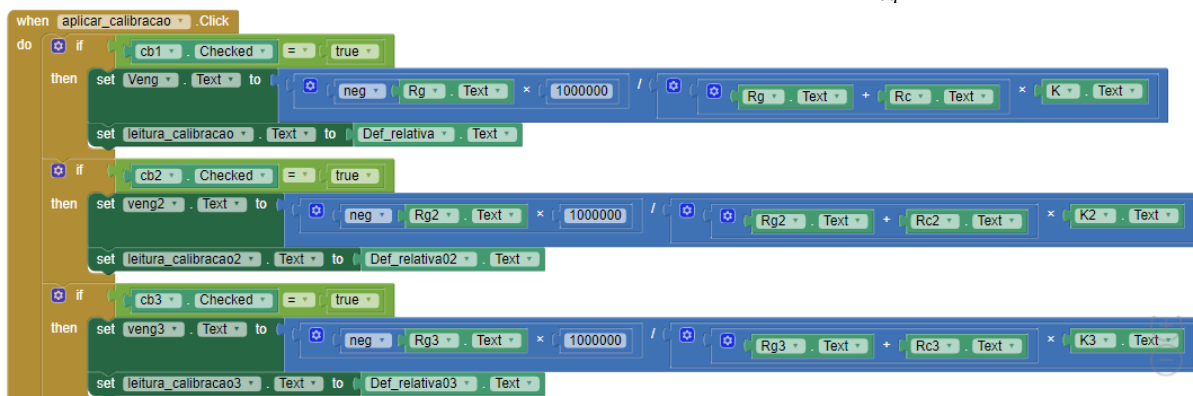 when aplicar_calibracao .Click
do if cb1 . Checked = true
then set Veng . Text to neg Rg . Text × 1000000 / Rg . Text + Rc . Text × K . Text
set leitura_calibracao . Text to Def_relativa . Text
if cb2 . Checked = true
then set veng2 . Text to neg Rg2 . Text × 1000000 / Rg2 . Text + Rc2 . Text × K2 . Text
set leitura_calibracao2 . Text to Def_relativa02 . Text
if cb3 . Checked = true
then set veng3 . Text to neg Rg3 . Text × 1000000 / Rg3 . Text + Rc3 . Text × K3 . Text
set leitura_calibracao3 . Text to Def_relativa03 . Text